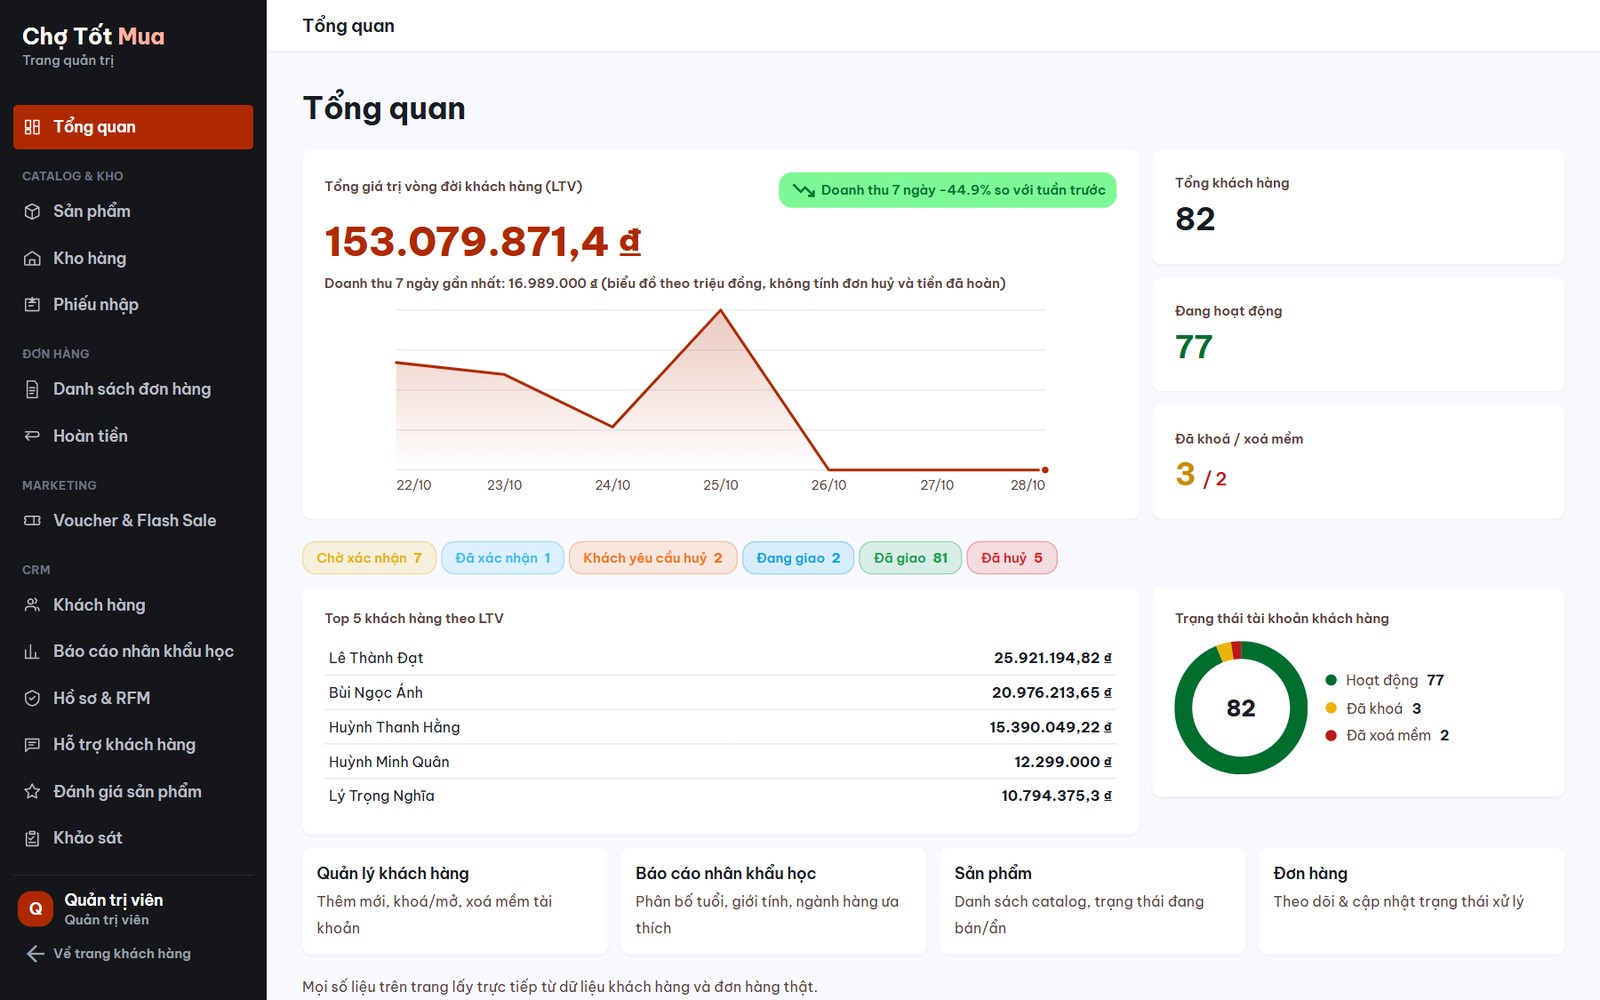 Chợ Tốt Mua
Trang quản trị
Tổng quan
CATALOG & KHO
Sản phẩm
Kho hàng
Phiếu nhập
ĐƠN HÀNG
Danh sách đơn hàng
Hoàn tiền
MARKETING
Voucher & Flash Sale
CRM
Khách hàng
Báo cáo nhân khẩu học
Hồ sơ & RFM
Hỗ trợ khách hàng
Đánh giá sản phẩm
Khảo sát
Q
Quản trị viên
Quản trị viên
Về trang khách hàng
Tổng quan
Tổng quan
Tổng giá trị vòng đời khách hàng (LTV)
Doanh thu 7 ngày -44.9% so với tuần trước
153.079.871,4 ₫
Doanh thu 7 ngày gần nhất: 16.989.000 ₫ (biểu đồ theo triệu đồng, không tính đơn huỷ và tiền đã hoàn)
22/10 23/10 24/10 25/10 26/10 27/10 28/10
Tổng khách hàng
82
Đang hoạt động
77
Đã khoá / xoá mềm
3 / 2
Chờ xác nhận 7
Đã xác nhận 1
Khách yêu cầu huỷ 2
Đang giao 2
Đã giao 81
Đã huỷ 5
Top 5 khách hàng theo LTV
Lê Thành Đạt 25.921.194,82 ₫
Bùi Ngọc Ánh 20.976.213,65 ₫
Huỳnh Thanh Hằng 15.390.049,22 ₫
Huỳnh Minh Quân 12.299.000 ₫
Lý Trọng Nghĩa 10.794.375,3 ₫
Trạng thái tài khoản khách hàng
82
Hoạt động 77
Đã khoá 3
Đã xoá mềm 2
Quản lý khách hàng
Thêm mới, khoá/mở, xoá mềm tài
khoản
Báo cáo nhân khẩu học
Phân bố tuổi, giới tính, ngành hàng ưa
thích
Sản phẩm
Danh sách catalog, trạng thái đang
bán/ẩn
Đơn hàng
Theo dõi & cập nhật trạng thái xử lý
Mọi số liệu trên trang lấy trực tiếp từ dữ liệu khách hàng và đơn hàng thật.